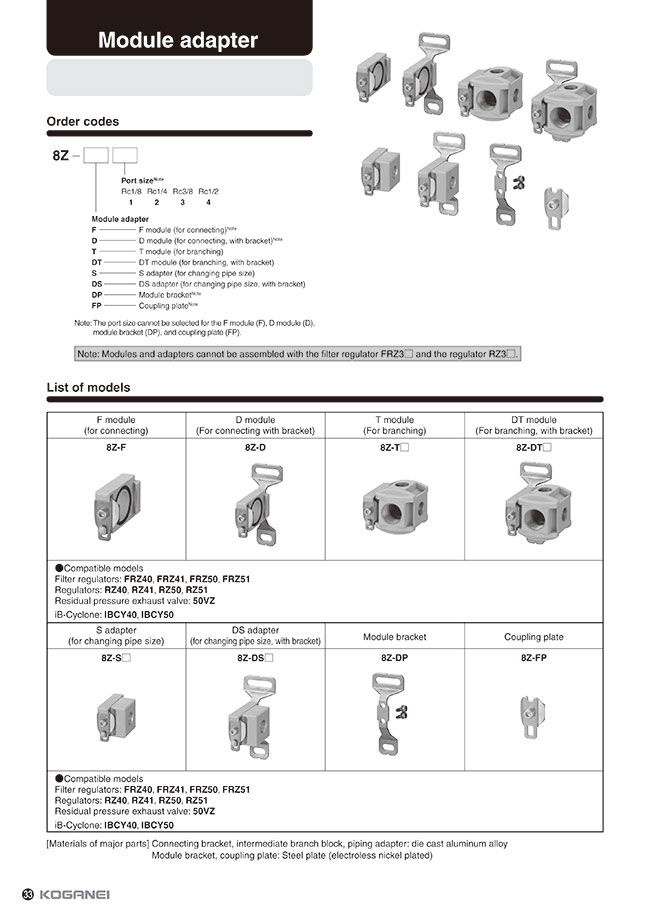 Module adapter
Order codes
8Z – □ □
Port size Note
Rc1/8 Rc1/4 Rc3/8 Rc1/2
1 2 3 4
Module adapter
F F module (for connecting)Note
D D module (for connecting, with bracket)Note
T T module (for branching)
DT DT module (for branching, with bracket)
S S adapter (for changing pipe size)
DS DS adapter (for changing pipe size, with bracket)
DP Module bracketNote
FP Coupling plateNote
Note: The port size cannot be selected for the F module (F), D module (D),
module bracket (DP), and coupling plate (FP).
Note: Modules and adapters cannot be assembled with the filter regulator FRZ3□ and the regulator RZ3□.
List of models
F module D module T module DT module
(for connecting) (For connecting with bracket) (For branching) (For branching, with bracket)
8Z-F 8Z-D 8Z-T□ 8Z-DT□
●Compatible models
Filter regulators: FRZ40, FRZ41, FRZ50, FRZ51
Regulators: RZ40, RZ41, RZ50, RZ51
Residual pressure exhaust valve: 50VZ
iB-Cyclone: IBCY40, IBCY50
S adapter DS adapter Module bracket Coupling plate
(for changing pipe size) (for changing pipe size, with bracket)
8Z-S□ 8Z-DS□ 8Z-DP 8Z-FP
●Compatible models
Filter regulators: FRZ40, FRZ41, FRZ50, FRZ51
Regulators: RZ40, RZ41, RZ50, RZ51
Residual pressure exhaust valve: 50VZ
iB-Cyclone: IBCY40, IBCY50
[Materials of major parts] Connecting bracket, intermediate branch block, piping adapter: die cast aluminum alloy
Module bracket, coupling plate: Steel plate (electroless nickel plated)
33 KOGANEI